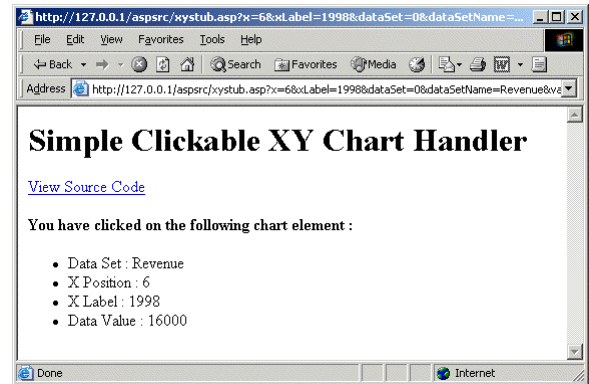 http://127.0.0.1/aspsrc/xystub.asp?x=6&xLabel=1998&dataSet=0&dataSetName=...
File Edit View Favorites Tools Help
Back Search Favorites Media
Address http://127.0.0.1/aspsrc/xystub.asp?x=6&xLabel=1998&dataSet=0&dataSetName=Revenue&va
Simple Clickable XY Chart Handler
View Source Code
You have clicked on the following chart element :
• Data Set : Revenue
• X Position : 6
• X Label : 1998
• Data Value : 16000
Done Internet